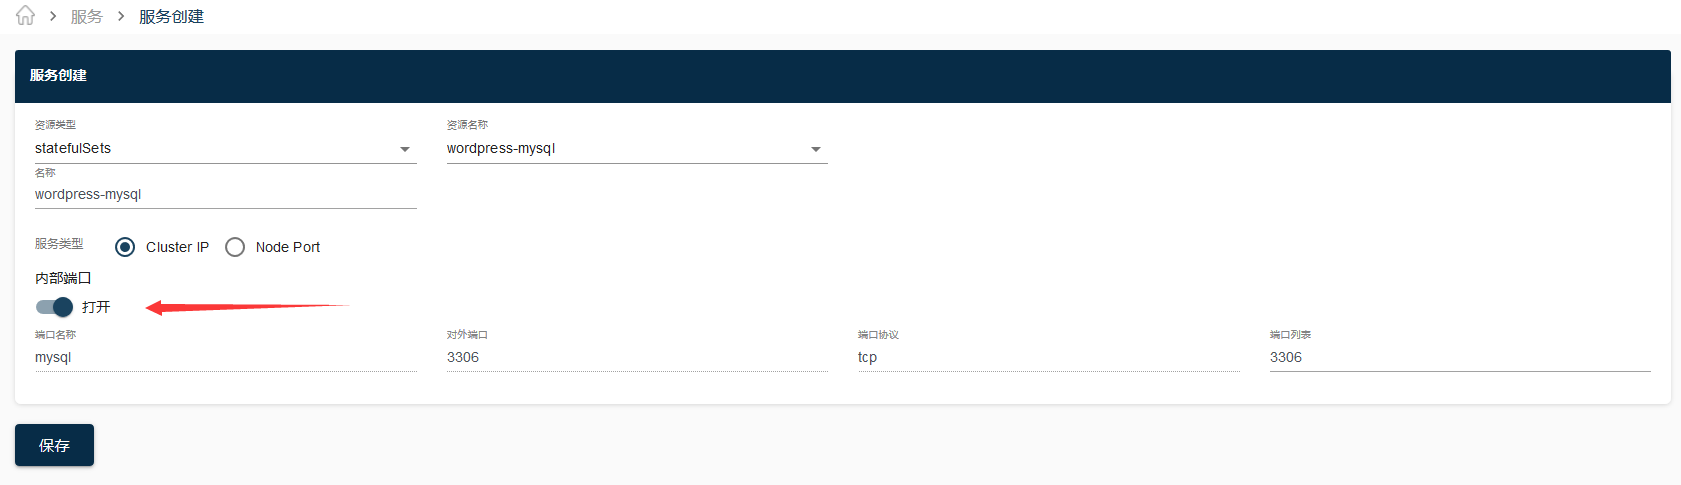 服务 服务创建
服务创建
资源类型 资源名称
statefulSets wordpress-mysql
名称
wordpress-mysql
服务类型 Cluster IP Node Port
内部端口
打开
端口名称 对外端口 端口协议 端口列表
mysql 3306 tcp 3306
保存